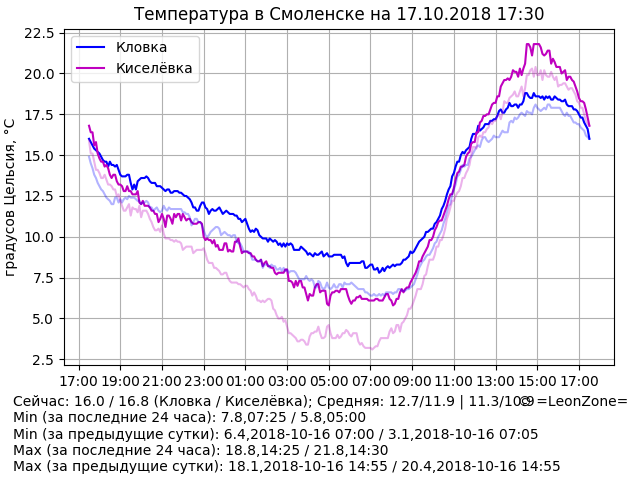 Температура в Смоленске на 17.10.2018 17:30
22.5
20.0
17.5
15.0
12.5
10.0
7.5
5.0
2.5
градусов Цельсия, °C
Кловка
Киселёвка
17:00 19:00 21:00 23:00 01:00 03:00 05:00 07:00 09:00 11:00 13:00 15:00 17:00
Сейчас: 16.0 / 16.8 (Кловка / Киселёвка); Средняя: 12.7/11.9 | 11.3/10.9 © =LeonZone=
Min (за последние 24 часа): 7.8,07:25 / 5.8,05:00
Min (за предыдущие сутки): 6.4,2018-10-16 07:00 / 3.1,2018-10-16 07:05
Max (за последние 24 часа): 18.8,14:25 / 21.8,14:30
Max (за предыдущие сутки): 18.1,2018-10-16 14:55 / 20.4,2018-10-16 14:55